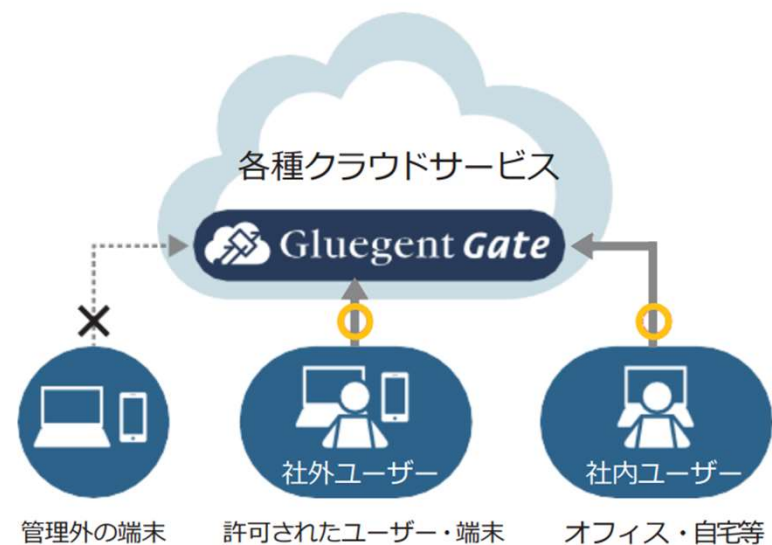 各種クラウドサービス
Gluegent Gate
社外ユーザー
社内ユーザー
管理外の端末
許可されたユーザー・端末
オフィス・自宅等